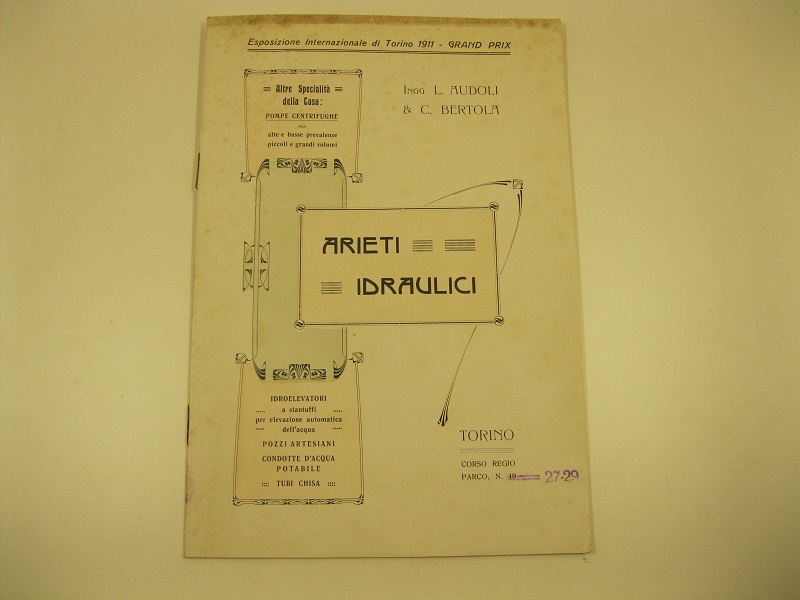 Esposizione Internazionale di Torino 1911 - GRAND PRIX
Altre Specialità
della Casa:
POMPE CENTRIFUGHE
per
alte e basse prevalenze
piccoli e grandi volumi
INGG L. AUDOLI
& C. BERTOLA
ARIETI
IDRAULICI
IDROELEVATORI
a stantuffi
per elevazione automatica
dell'acqua
POZZI ARTESIANI
CONDOTTE D'ACQUA
POTABILE
TUBI CHISA
TORINO
CORSO REGIO
PARCO, N. 49 27-29